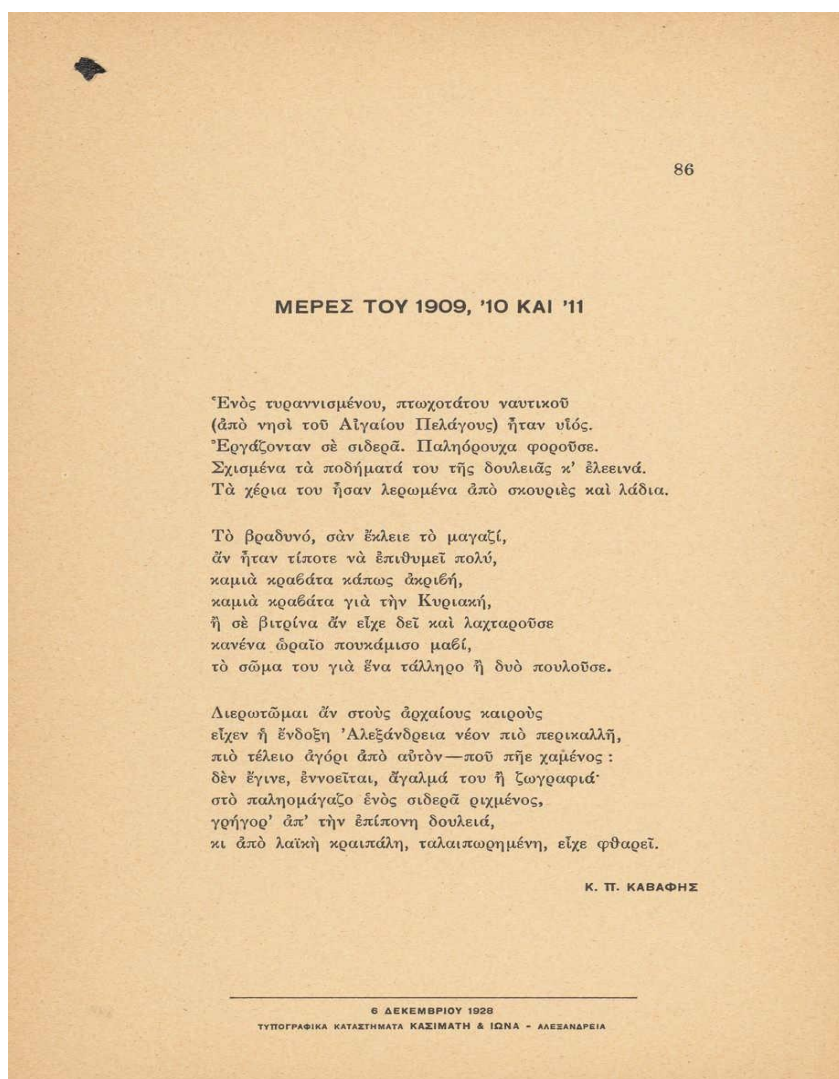 86
ΜΕΡΕΣ ΤΟΥ 1909, '10 ΚΑΙ '11
Ἑνὸς τυραννισμένου, πτωχοτάτου ναυτικοῦ
(ἀπὸ νησὶ τοῦ Αἰγαίου Πελάγους) ἦταν υἱός.
Ἐργάζονταν σὲ σιδερᾶ. Παληόρουχα φοροῦσε.
Σχισμένα τὰ ποδήματά του τῆς δουλειᾶς κ' ἐλεεινά.
Τὰ χέρια του ἦσαν λερωμένα ἀπὸ σκουριὲς καὶ λάδια.
Τὸ βραδυνό, σὰν ἔκλειε τὸ μαγαζί,
ἄν ἦταν τίποτε νὰ ἐπιθυμεῖ πολύ,
καμιὰ κραβάτα κάπως ἀκριβή,
καμιὰ κραβάτα γιὰ τὴν Κυριακή,
ἤ σὲ βιτρίνα ἄν εἶχε δεῖ καὶ λαχταροῦσε
κανένα ὡραῖο πουκάμισο μαβί,
τὸ σῶμα του γιὰ ἕνα τάλληρο ἤ δυὸ πουλοῦσε.
Διερωτῶμαι ἄν στοὺς ἀρχαίους καιροὺς
εἶχεν ἡ ἔνδοξη Ἀλεξάνδρεια νέον πιὸ περικαλλῆ,
πιὸ τέλειο ἀγόρι ἀπὸ αὐτὸν—ποῦ πῆε χαμένος :
δὲν ἔγινε, ἐννοεῖται, ἄγαλμά του ἤ ζωγραφιά·
στὸ παληομάγαζο ἑνὸς σιδερᾶ ριχμένος,
γρήγορ' ἀπ' τὴν ἐπίπονη δουλειά,
κι ἀπὸ λαϊκὴ κραιπάλη, ταλαιπωρημένη, εἶχε φθαρεῖ.
Κ. Π. ΚΑΒΑΦΗΣ
6 ΔΕΚΕΜΒΡΙΟΥ 1928
ΤΥΠΟΓΡΑΦΙΚΑ ΚΑΤΑΣΤΗΜΑΤΑ ΚΑΣΙΜΑΤΗ & ΙΩΝΑ - ΑΛΕΞΑΝΔΡΕΙΑ